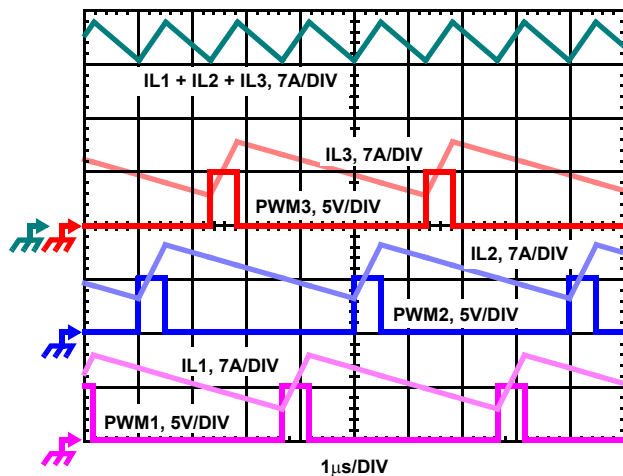 IL1 + IL2 + IL3, 7A/DIV
IL3, 7A/DIV
PWM3, 5V/DIV
IL2, 7A/DIV
PWM2, 5V/DIV
IL1, 7A/DIV
PWM1, 5V/DIV
1μs/DIV